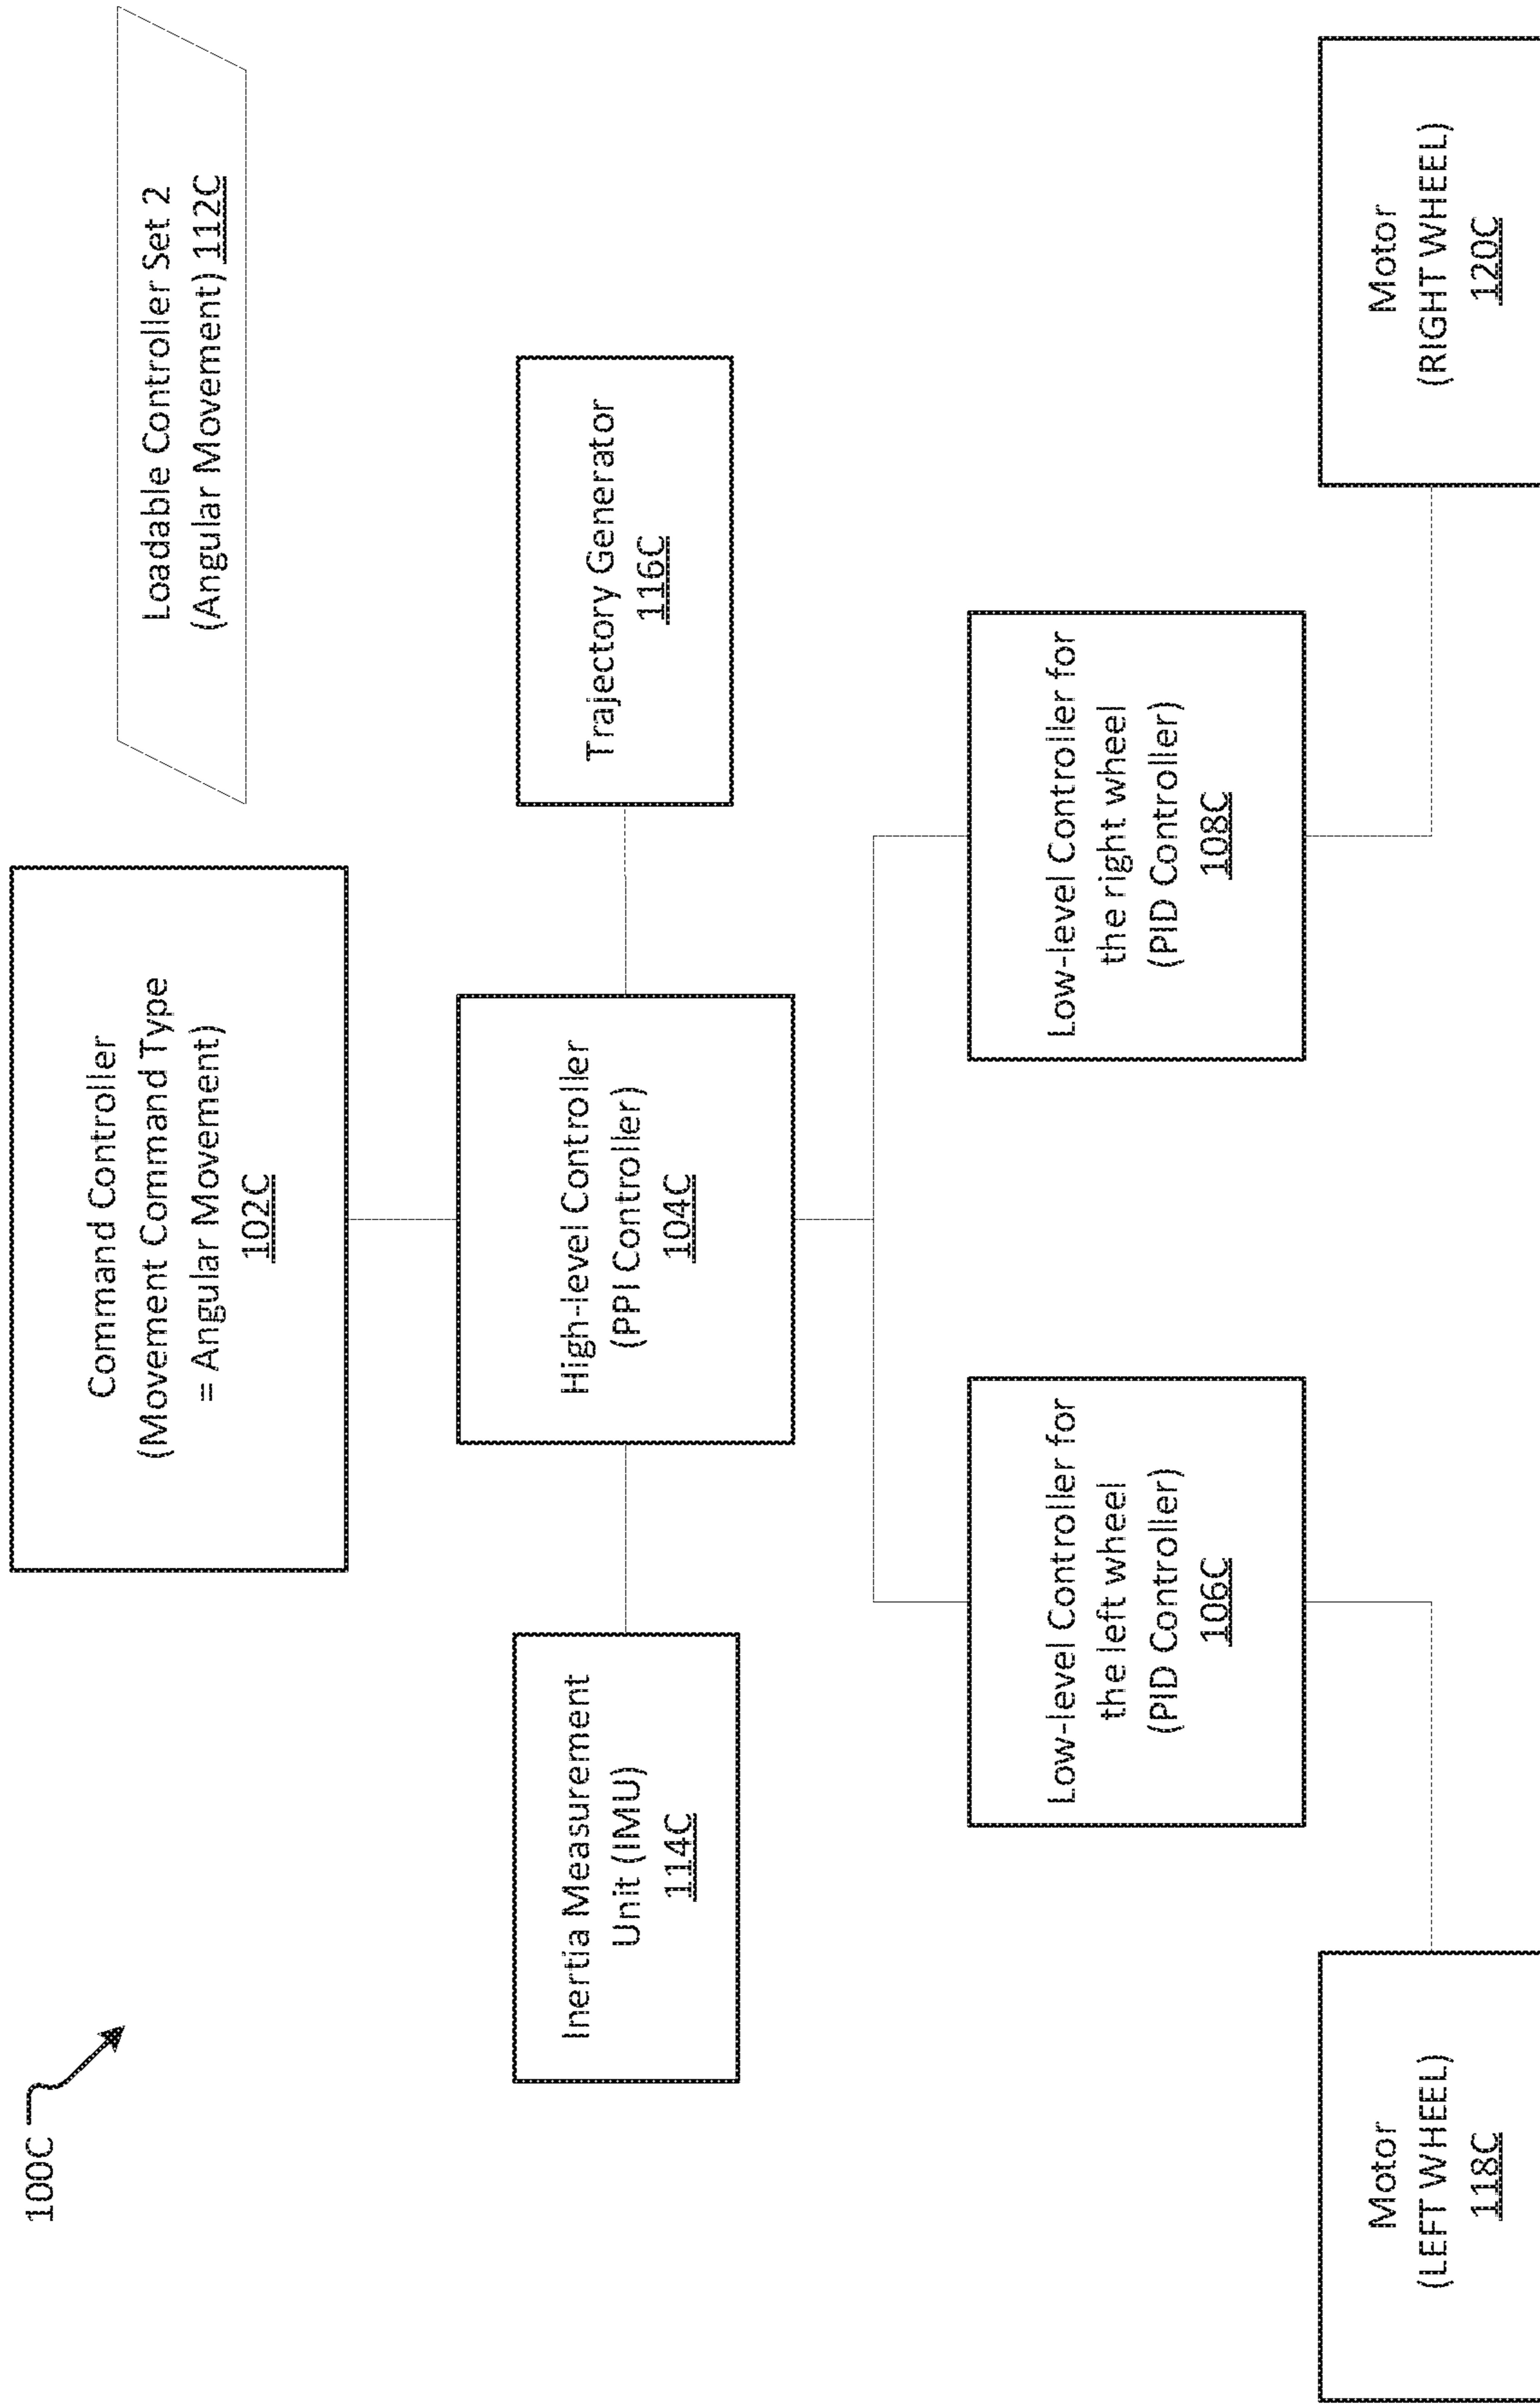 100C
Command Controller
(Movement Command Type
= Angular Movement)
102C
Loadable Controller Set 2
(Angular Movement) 112C
Inertia Measurement
Unit (IMU)
114C
High-level Controller
(PPI Controller)
104C
Trajectory Generator
116C
Low-level Controller for
the left wheel
(PID Controller)
106C
Low-level Controller for
the right wheel
(PID Controller)
108C
Motor
(LEFT WHEEL)
118C
Motor
(RIGHT WHEEL)
120C